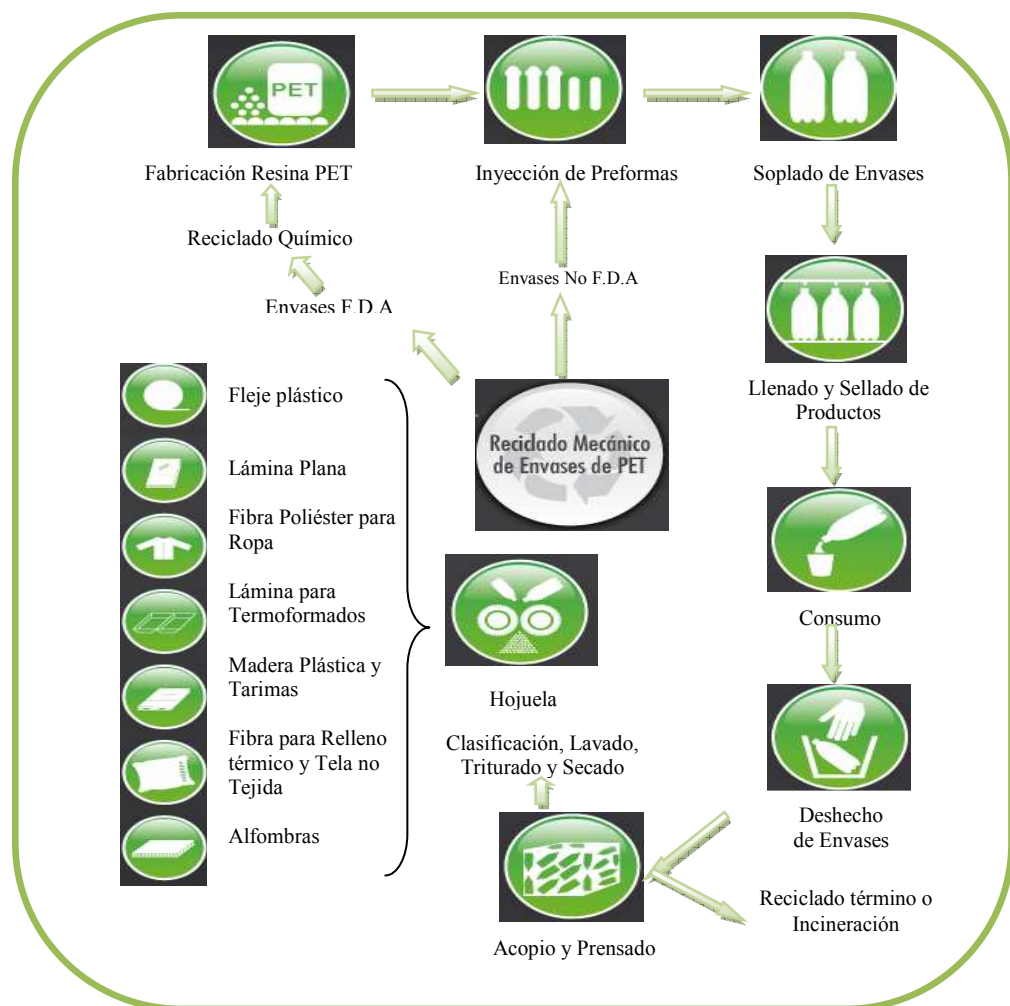 PET
Fabricación Resina PET
Inyección de Preformas
Soplado de Envases
Reciclado Químico
Envases No F.D.A
Envases F.D.A
Llenado y Sellado de
Productos
Reciclado Mecánico
de Envases de PET
Fleje plástico
Lámina Plana
Fibra Poliéster para
Ropa
Lámina para
Termoformados
Madera Plástica y
Tarimas
Fibra para Relleno
térmico y Tela no
Tejida
Alfombras
Consumo
Hojuela
Clasificación, Lavado,
Triturado y Secado
Deshecho
de Envases
Reciclado término o
Incineración
Acopio y Prensado